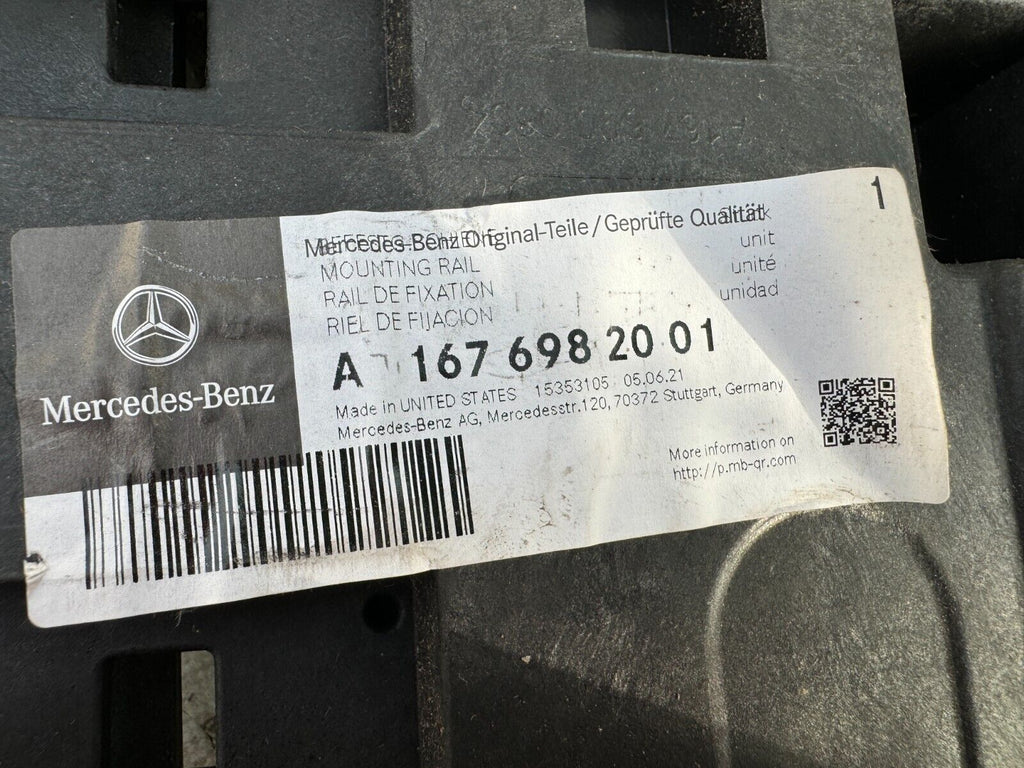 1
Mercedes-Benz Original-Teile/Geprüfte Qualität
MOUNTING RAIL unit
RAIL DE FIXATION unité
RIEL DE FIJACION unidad
A 167 698 20 01
Made in UNITED STATES 15353105 05.06.21
Mercedes-Benz AG, Mercedesstr.120, 70372 Stuttgart, Germany
Mercedes-Benz
More information on
http://p.mb-qr.com